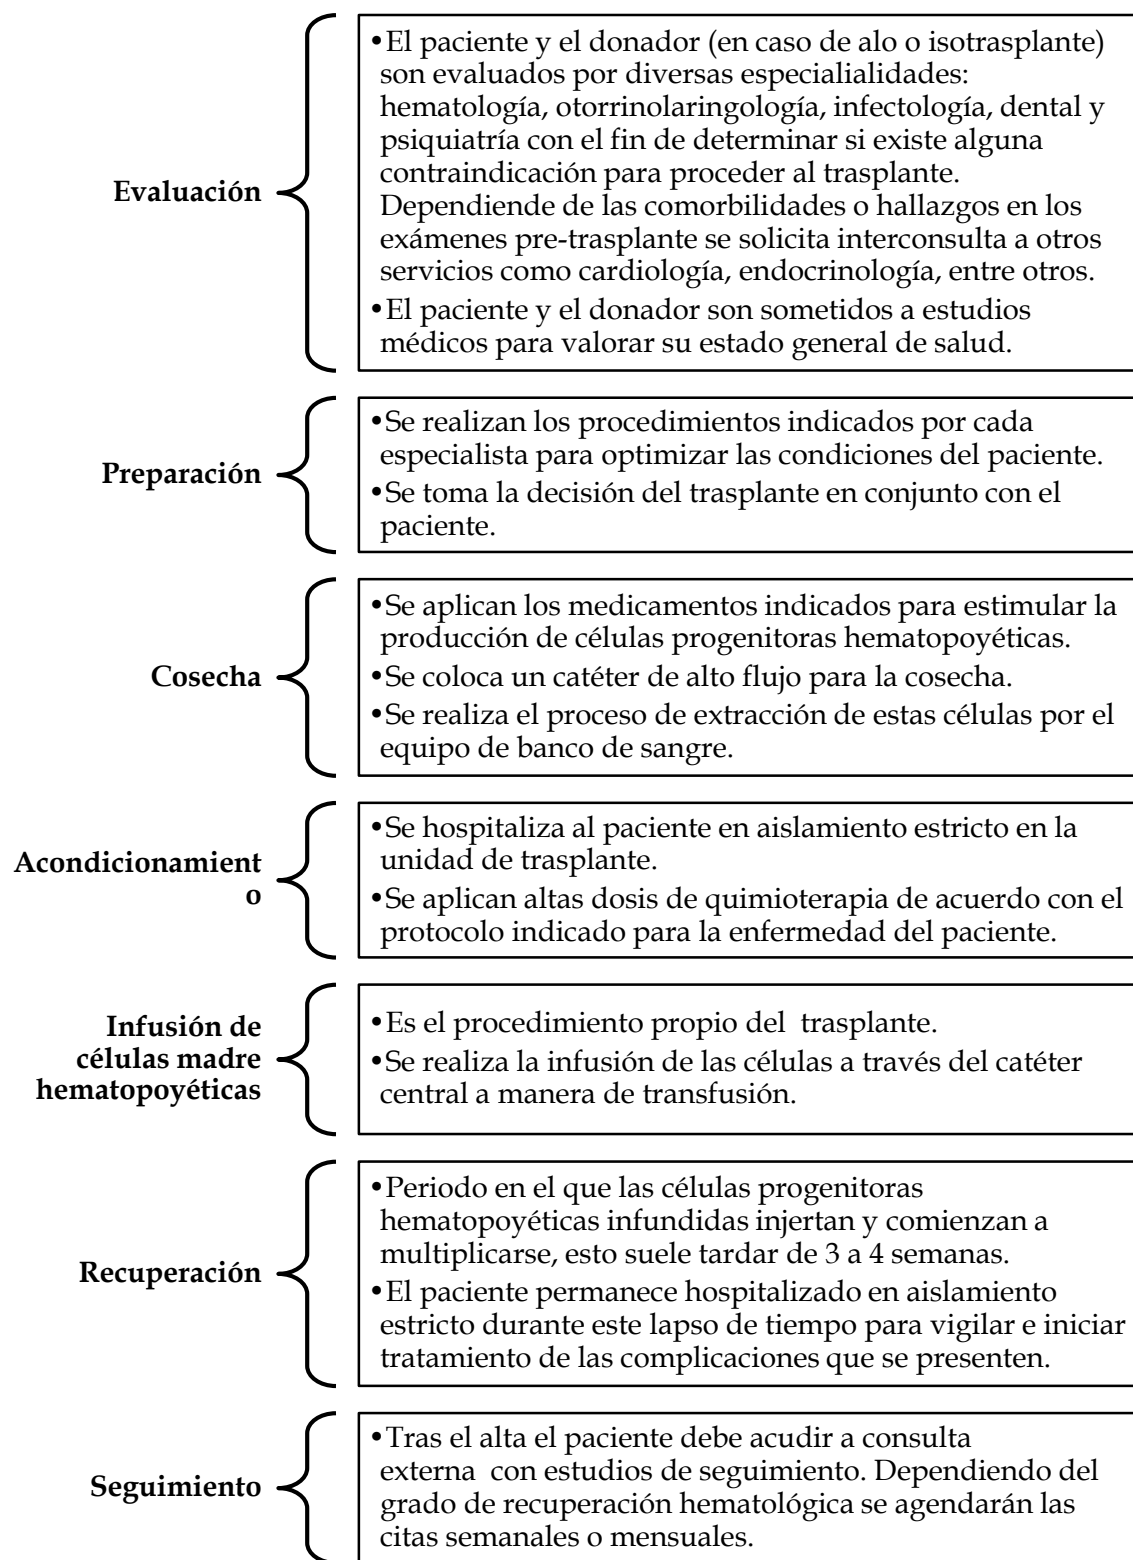 Evaluación
•El paciente y el donador (en caso de alo o isotrasplante)
son evaluados por diversas especialialidades:
hematología, otorrinolaringología, infectología, dental y
psiquiatría con el fin de determinar si existe alguna
contraindicación para proceder al trasplante.
Dependiende de las comorbilidades o hallazgos en los
exámenes pre-trasplante se solicita interconsulta a otros
servicios como cardiología, endocrinología, entre otros.
•El paciente y el donador son sometidos a estudios
médicos para valorar su estado general de salud.
Preparación
•Se realizan los procedimientos indicados por cada
especialista para optimizar las condiciones del paciente.
•Se toma la decisión del trasplante en conjunto con el
paciente.
Cosecha
•Se aplican los medicamentos indicados para estimular la
producción de células progenitoras hematopoyéticas.
•Se coloca un catéter de alto flujo para la cosecha.
•Se realiza el proceso de extracción de estas células por el
equipo de banco de sangre.
Acondicionamient
o
•Se hospitaliza al paciente en aislamiento estricto en la
unidad de trasplante.
•Se aplican altas dosis de quimioterapia de acuerdo con el
protocolo indicado para la enfermedad del paciente.
Infusión de
células madre
hematopoyéticas
•Es el procedimiento propio del  trasplante.
•Se realiza la infusión de las células a través del catéter
central a manera de transfusión.
Recuperación
•Periodo en el que las células progenitoras
hematopoyéticas infundidas injertan y comienzan a
multiplicarse, esto suele tardar de 3 a 4 semanas.
•El paciente permanece hospitalizado en aislamiento
estricto durante este lapso de tiempo para vigilar e iniciar
tratamiento de las complicaciones que se presenten.
Seguimiento
•Tras el alta el paciente debe acudir a consulta
externa  con estudios de seguimiento. Dependiendo del
grado de recuperación hematológica se agendarán las
citas semanales o mensuales.